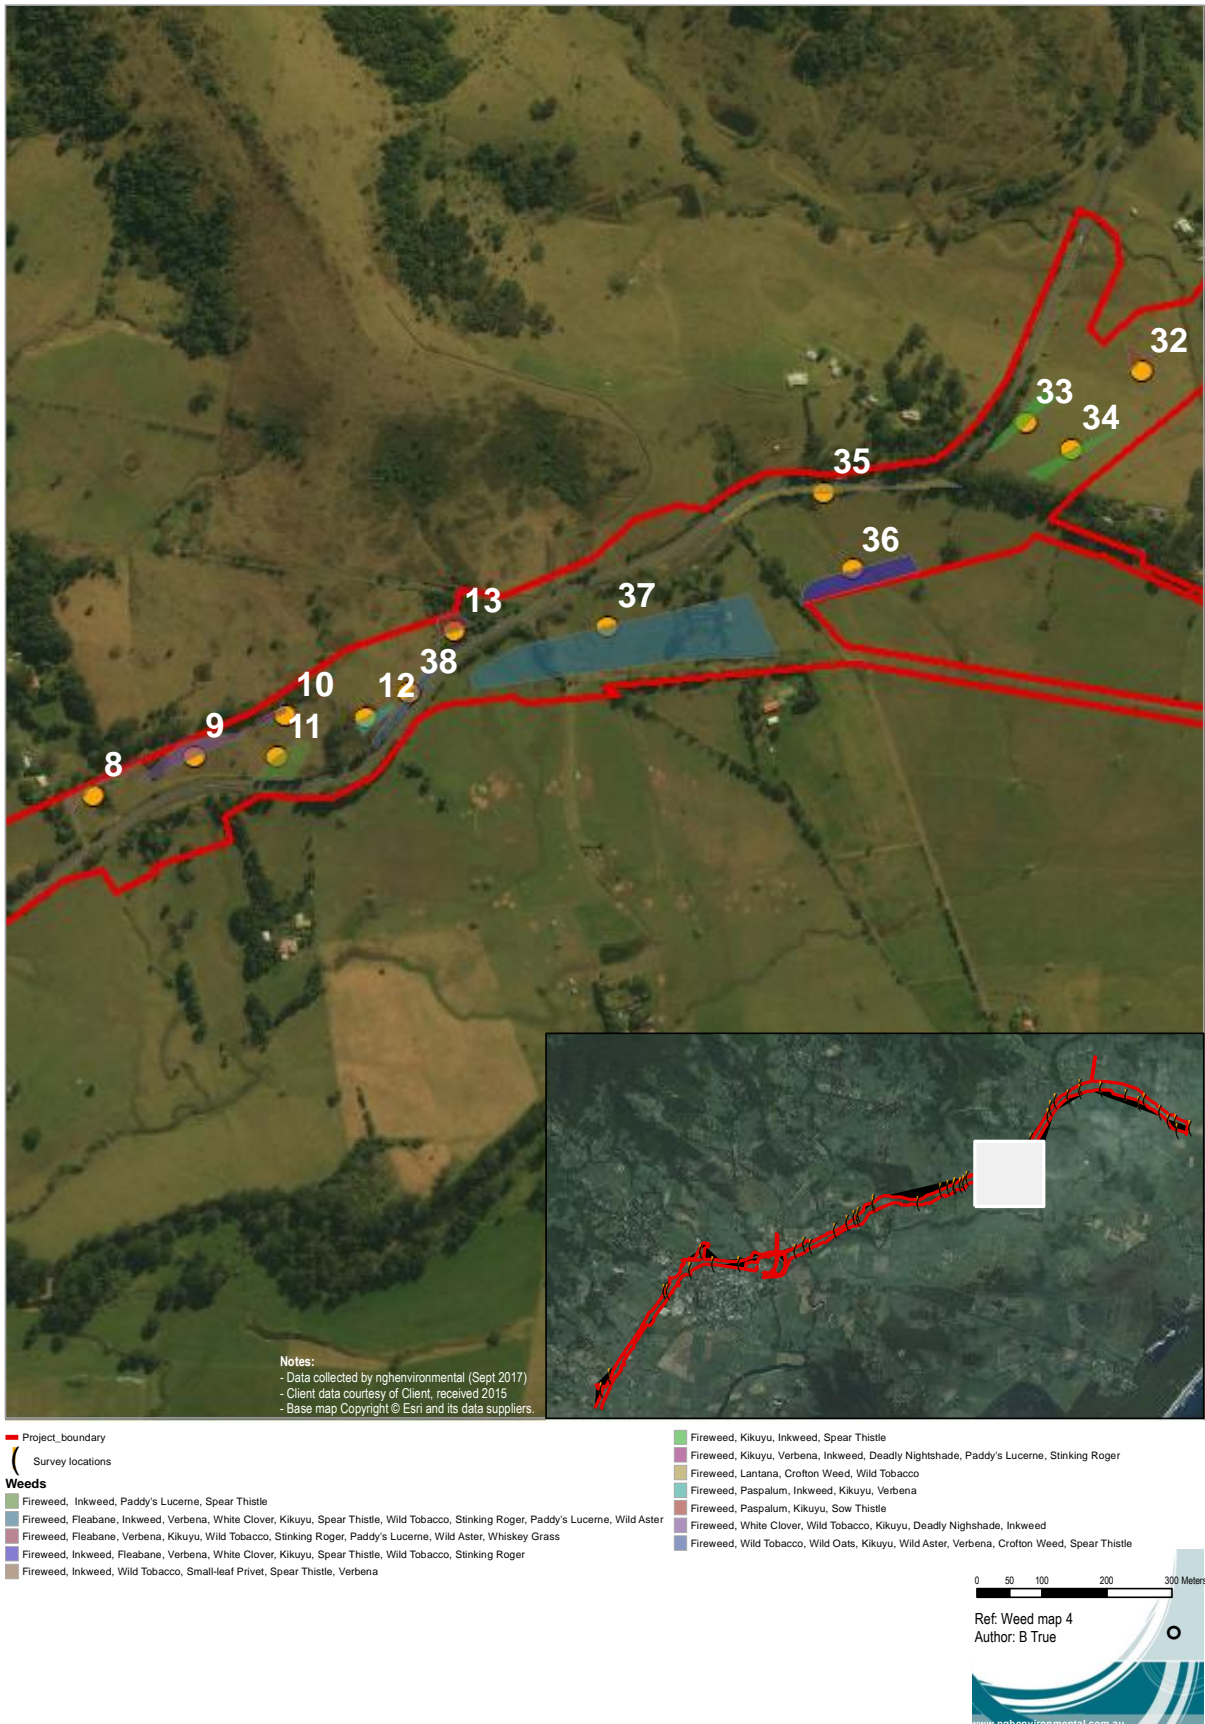 32
33
34
35
36
37
13
38
12
10
11
9
8
Notes:
- Data collected by nghenvironmental (Sept 2017)
- Client data courtesy of Client, received 2015
- Base map Copyright © Esri and its data suppliers.
Project_boundary
Survey locations
Weeds
Fireweed, Inkweed, Paddy's Lucerne, Spear Thistle
Fireweed, Fleabane, Inkweed, Verbena, White Clover, Kikuyu, Spear Thistle, Wild Tobacco, Stinking Roger, Paddy's Lucerne, Wild Aster
Fireweed, Fleabane, Verbena, Kikuyu, Wild Tobacco, Stinking Roger, Paddy's Lucerne, Wild Aster, Whiskey Grass
Fireweed, Inkweed, Fleabane, Verbena, White Clover, Kikuyu, Spear Thistle, Wild Tobacco, Stinking Roger
Fireweed, Inkweed, Wild Tobacco, Small-leaf Privet, Spear Thistle, Verbena
Fireweed, Kikuyu, Inkweed, Spear Thistle
Fireweed, Kikuyu, Verbena, Inkweed, Deadly Nightshade, Paddy's Lucerne, Stinking Roger
Fireweed, Lantana, Crofton Weed, Wild Tobacco
Fireweed, Paspalum, Inkweed, Kikuyu, Verbena
Fireweed, Paspalum, Kikuyu, Sow Thistle
Fireweed, White Clover, Wild Tobacco, Kikuyu, Deadly Nighshade, Inkweed
Fireweed, Wild Tobacco, Wild Oats, Kikuyu, Wild Aster, Verbena, Crofton Weed, Spear Thistle
0 50 100 200 300 Meters
Ref: Weed map 4
Author: B True
www.nghenvironmental.com.au